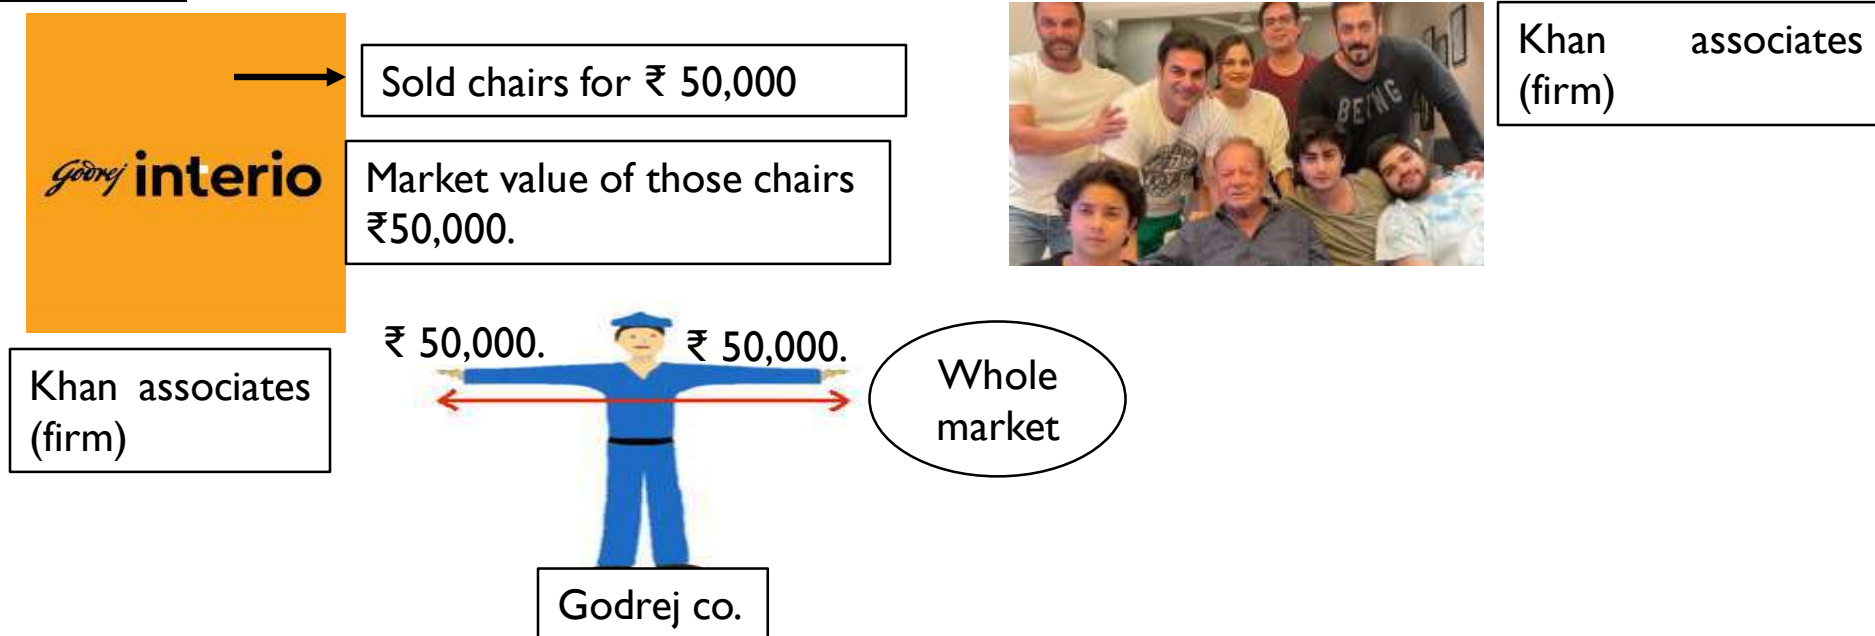 Sold chairs for ₹ 50,000
Khan associates
(firm)
BEING
Godrej interio
Market value of those chairs
₹50,000.
₹ 50,000.
₹ 50,000.
Khan associates
(firm)
Whole
market
Godrej co.